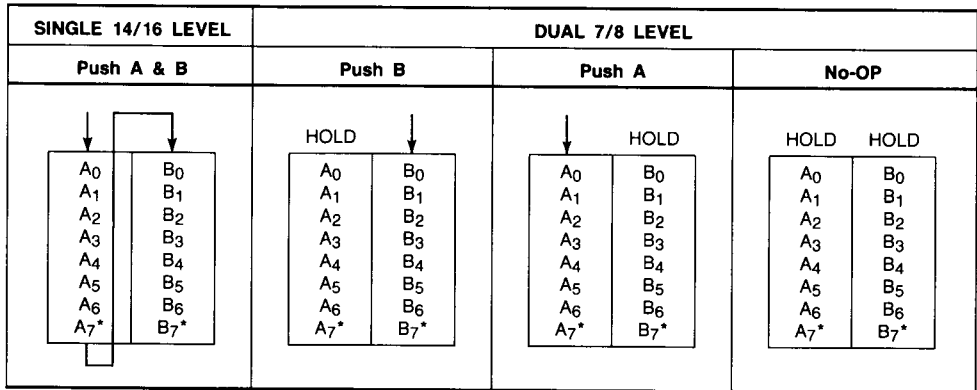 SINGLE 14/16 LEVEL DUAL 7/8 LEVEL
Push A & B Push B Push A No-OP
HOLD HOLD HOLD HOLD
A0 B0 A0 B0 A0 B0 A0 B0
A1 B1 A1 B1 A1 B1 A1 B1
A2 B2 A2 B2 A2 B2 A2 B2
A3 B3 A3 B3 A3 B3 A3 B3
A4 B4 A4 B4 A4 B4 A4 B4
A5 B5 A5 B5 A5 B5 A5 B5
A6 B6 A6 B6 A6 B6 A6 B6
A7* B7* A7* B7* A7* B7* A7* B7*